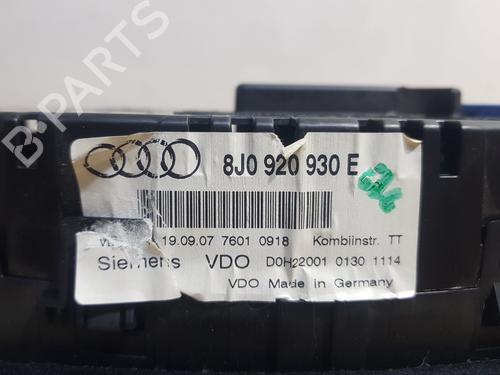 B-PARTS
8J0 920 930 E
19.09.07 7601 0918 Kombiinstr. TT
Siemens VDO D0H22001 0130 1114
VDO Made in Germany